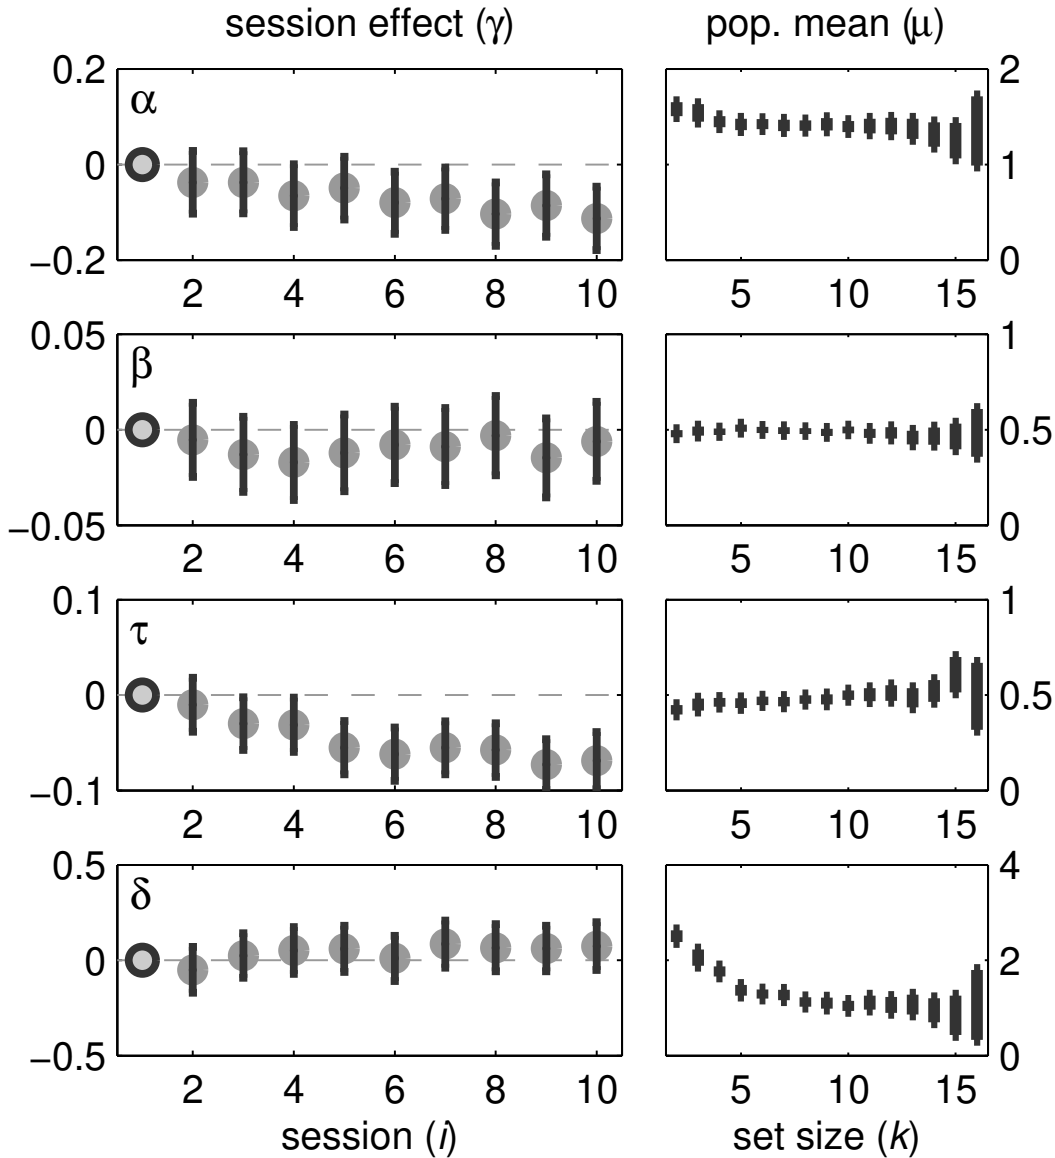 session effect (γ) pop. mean (μ)
0.2 α 2
0 1
−0.2 0
2 4 6 8 10 5 10 15
0.05 β 1
0 0.5
−0.05 0
2 4 6 8 10 5 10 15
0.1 τ 1
0 0.5
−0.1 0
2 4 6 8 10 5 10 15
0.5 δ 4
0 2
−0.5 0
2 4 6 8 10 5 10 15
session (i) set size (k)